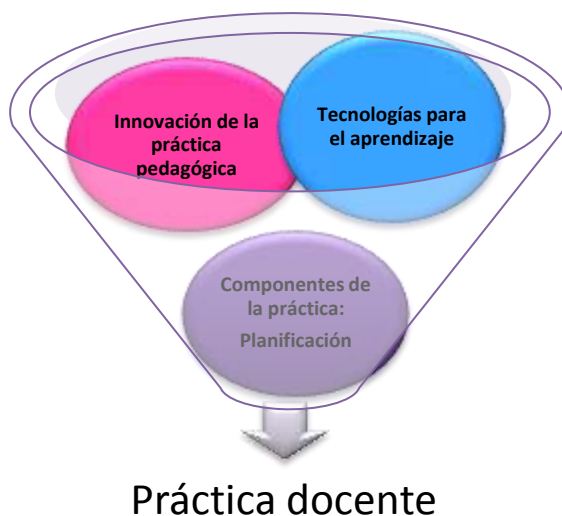 Innovación de la
práctica
pedagógica
Tecnologías para
el aprendizaje
Componentes de
la práctica:
Planificación
Práctica docente